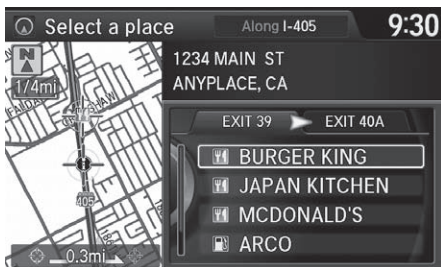 Select a place
Along I-405
9:30
N
1/4mi
1234 MAIN ST
ANYPLACE, CA
EXIT 39
EXIT 40A
BURGER KING
JAPAN KITCHEN
MCDONALD'S
ARCO
405
0.3mi